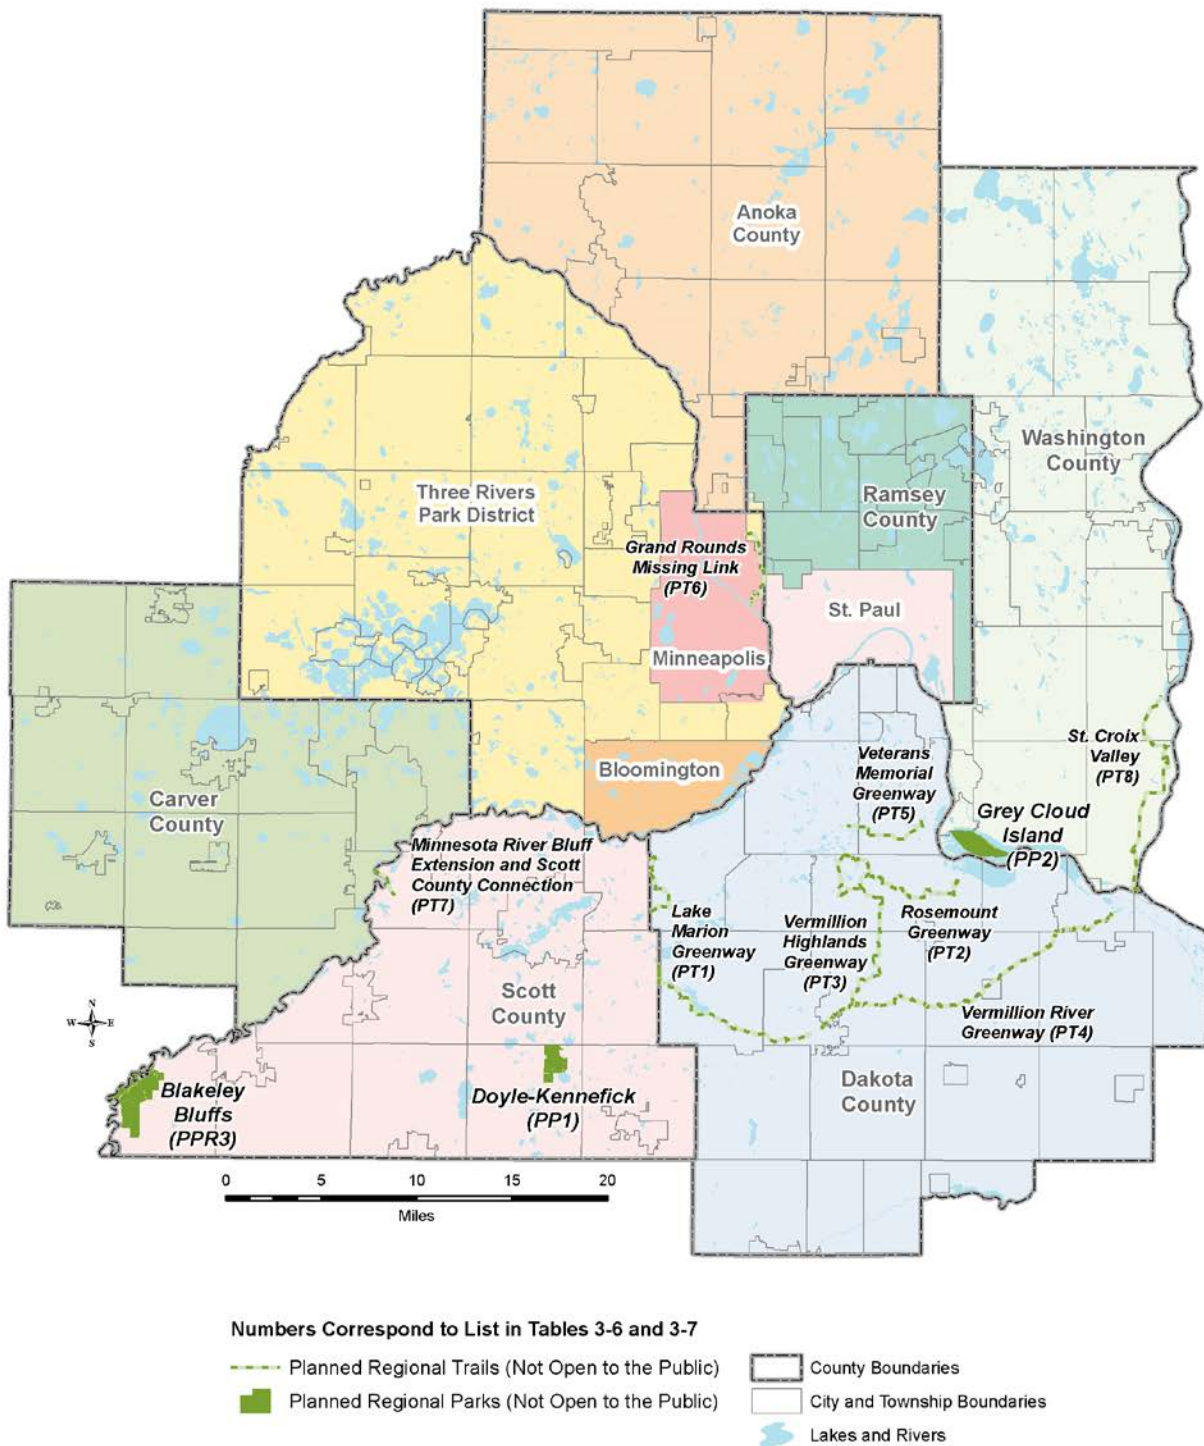 Anoka
County
Washington
County
Three Rivers
Park District
Ramsey
County
Grand Rounds
Missing Link
(PT6)
St. Paul
Minneapolis
St. Croix
Valley
(PT8)
Veterans
Memorial
Greenway
(PT5)
Bloomington
Carver
County
Grey Cloud
Island
(PP2)
Minnesota River Bluff
Extension and Scott
County Connection
(PT7)
Lake
Marion
Greenway
(PT1)
Vermillion
Highlands
Greenway
(PT3)
Rosemount
Greenway
(PT2)
Scott
County
Vermillion River
Greenway (PT4)
N
W E
S
Blakeley
Bluffs
(PPR3)
Doyle-Kennefick
(PP1)
Dakota
County
0 5 10 15 20
Miles
Numbers Correspond to List in Tables 3-6 and 3-7
Planned Regional Trails (Not Open to the Public)
Planned Regional Parks (Not Open to the Public)
County Boundaries
City and Township Boundaries
Lakes and Rivers